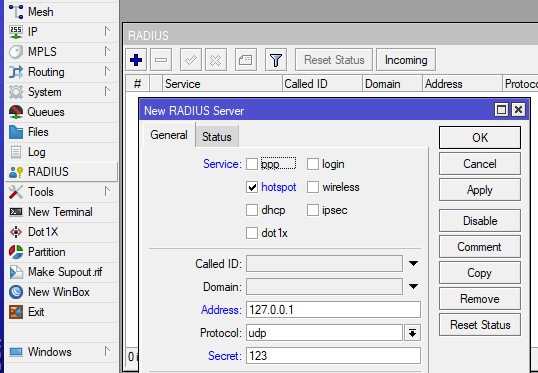 Mesh
IP
MPLS
Routing
System
Queues
Files
Log
RADIUS
Tools
New Terminal
Dot1X
Partition
Make Supout.rif
New WinBox
Exit
Windows
RADIUS
Reset Status Incoming
# Service Called ID Domain Address Protoco
New RADIUS Server
General Status
Service: ppp login
hotspot wireless
dhcp ipsec
dot1x
Called ID:
Domain:
Address: 127.0.0.1
Protocol: udp
Secret: 123
OK
Cancel
Apply
Disable
Comment
Copy
Remove
Reset Status